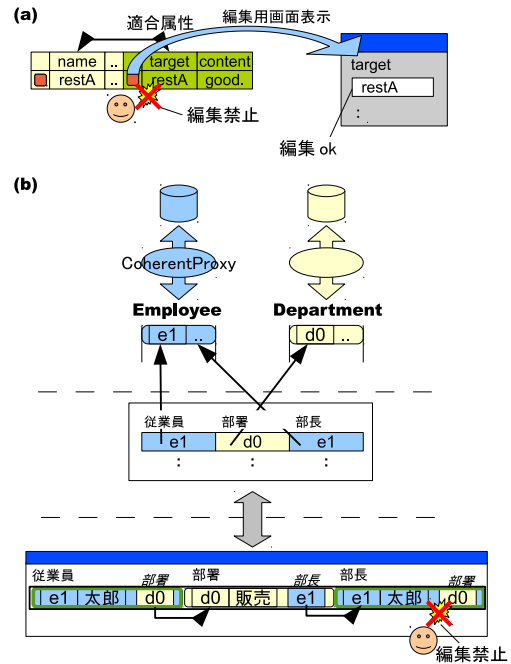 (a)
適合属性
編集用画面表示
name .. target content
restA .. restA good.
編集禁止
target
restA
:
編集 ok
(b)
CoherentProxy
Employee Department
e1 .. d0 ..
従業員 部署 部長
e1 d0 e1
: : :
従業員 部署 部署 部長 部長 部署
e1 太郎 d0 d0 販売 e1 e1 太郎 d0
編集禁止